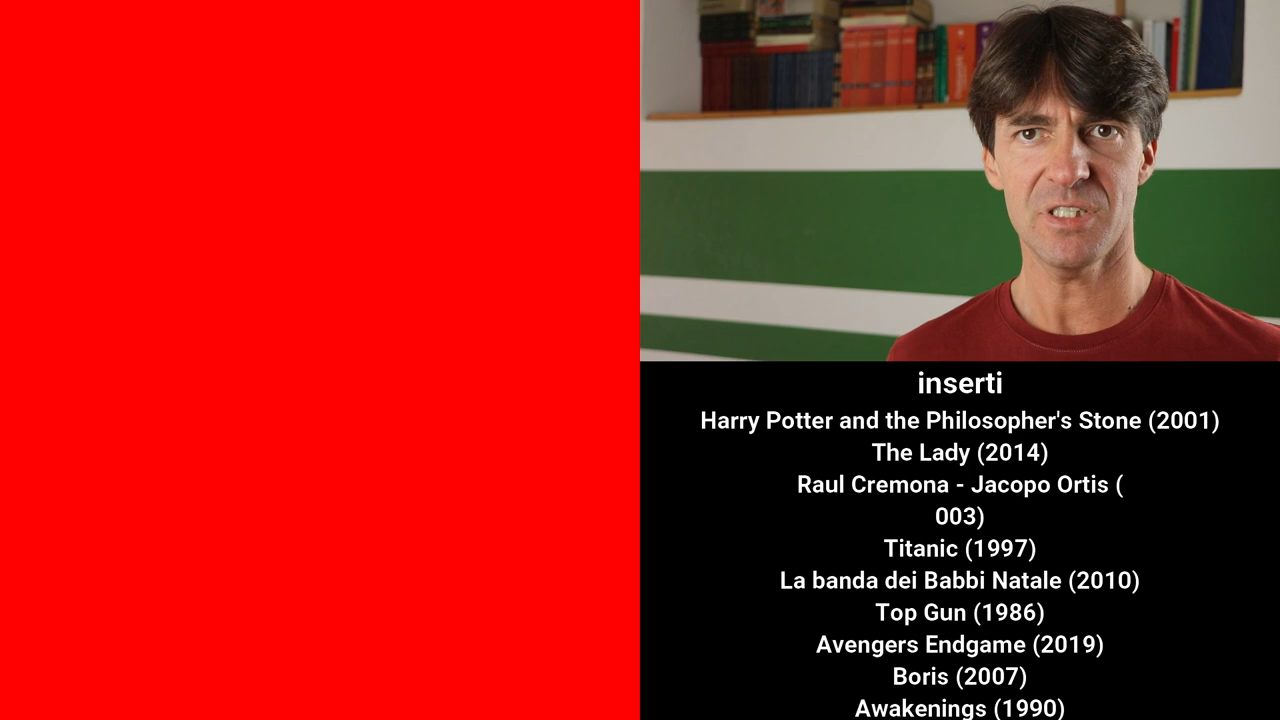 inserti
Harry Potter and the Philosopher's Stone (2001)
The Lady (2014)
Raul Cremona - Jacopo Ortis (
003)
Titanic (1997)
La banda dei Babbi Natale (2010)
Top Gun (1986)
Avengers Endgame (2019)
Boris (2007)
Awakenings (1990)